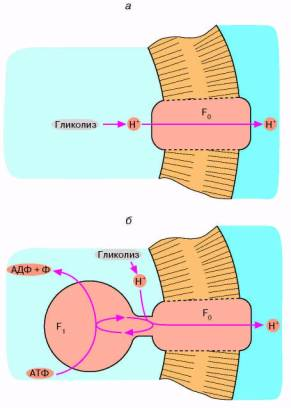 а
F₀
Гликолиз H⁺ H⁺
б
Гликолиз
АДФ + Ф H⁺
F₁ F₀ H⁺
АТФ